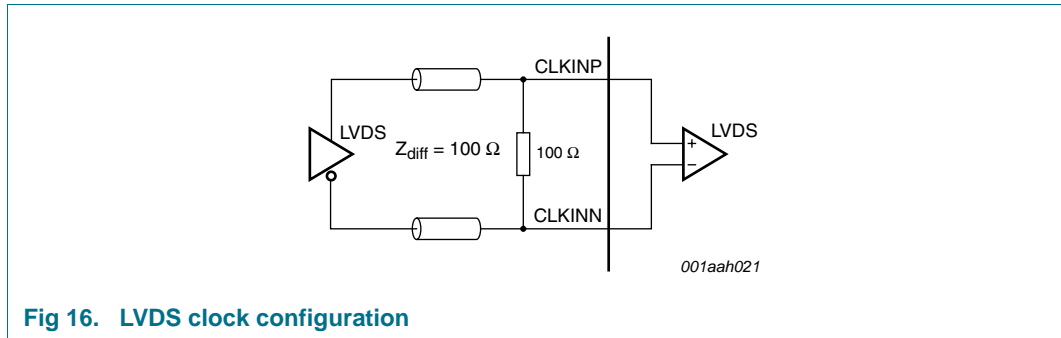 CLKINP
LVDS
LVDS
Z_diff = 100 Ω
100 Ω
+
−
CLKINN
001aah021
Fig 16. LVDS clock configuration